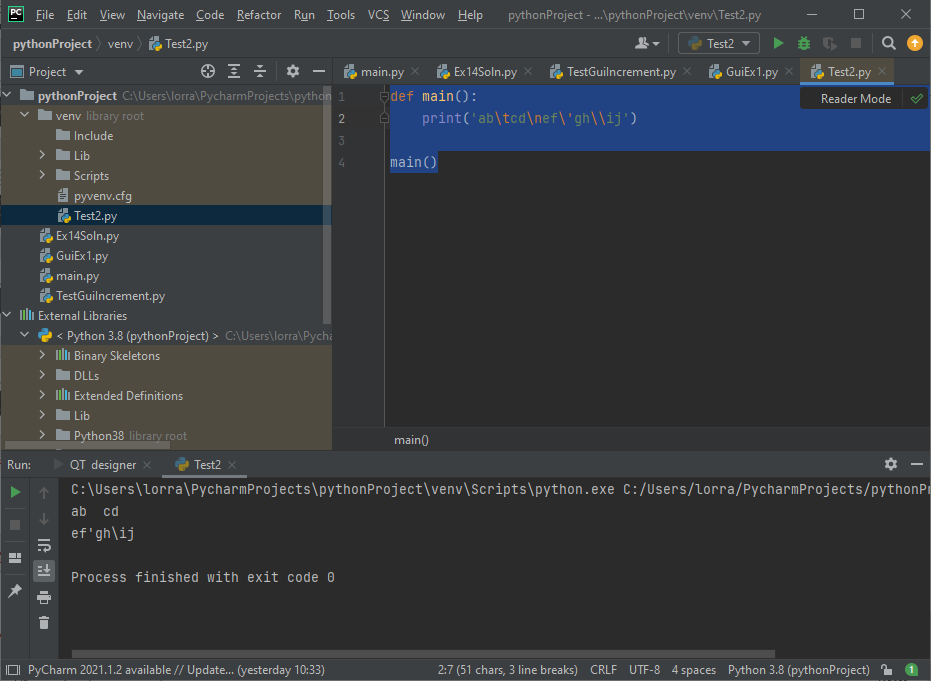 PC File Edit View Navigate Code Refactor Run Tools VCS Window Help pythonProject - ...\pythonProject\venv\Test2.py
pythonProject venv Test2.py Test2
Project main.py Ex14Soln.py TestGuiIncrement.py GuiEx1.py Test2.py
pythonProject C:\Users\lorra\PycharmProjects\python
venv library root
Include
Lib
Scripts
pyvenv.cfg
Test2.py
Ex14Soln.py
GuiEx1.py
main.py
TestGuiIncrement.py
External Libraries
< Python 3.8 (pythonProject) > C:\Users\lorra\Pycha
Binary Skeletons
DLLs
Extended Definitions
Lib
Python38 library root
1 def main():
2     print('ab\tcd\nef\'gh\\ij')
3
4 main()
Reader Mode
main()
Run: QT designer Test2
C:\Users\lorra\PycharmProjects\pythonProject\venv\Scripts\python.exe C:/Users/lorra/PycharmProjects/pythonP
ab  cd
ef'gh\ij
Process finished with exit code 0
PyCharm 2021.1.2 available // Update... (yesterday 10:33) 2:7 (51 chars, 3 line breaks) CRLF UTF-8 4 spaces Python 3.8 (pythonProject) 1